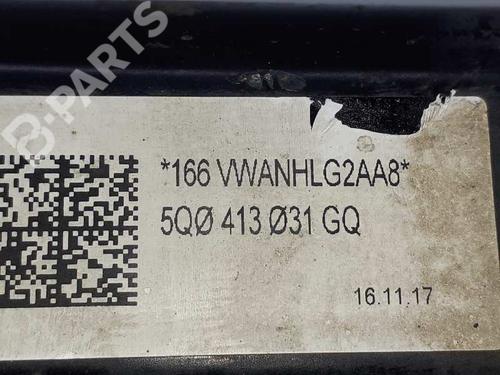 B-PARTS
*166 VWANHLG2AA8*
5QØ 413 Ø31 GQ
16.11.17